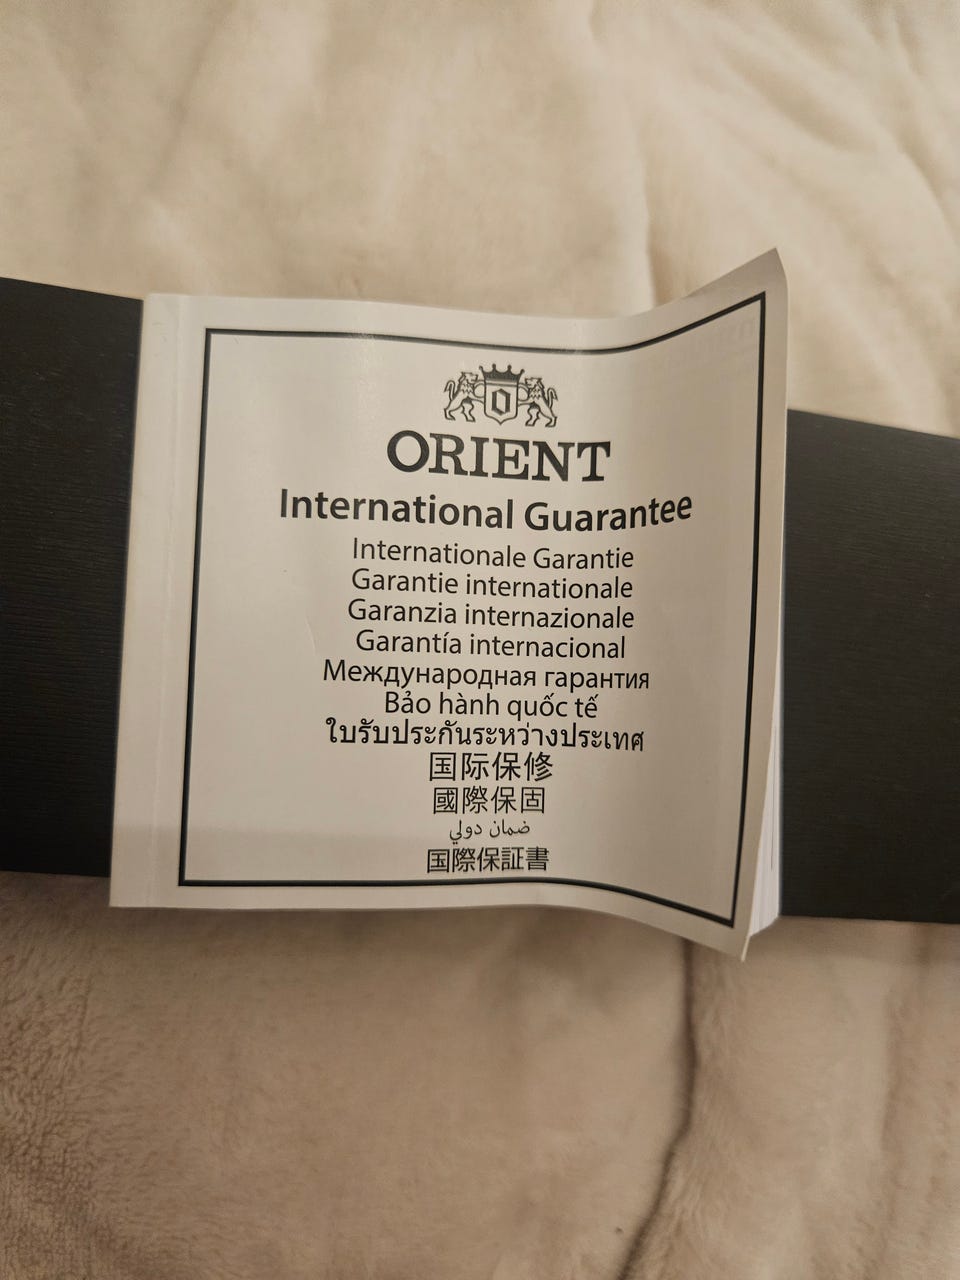 O
ORIENT
International Guarantee
Internationale Garantie
Garantie internationale
Garanzia internazionale
Garantía internacional
Международная гарантия
Bảo hành quốc tế
ใบรับประกันระหว่างประเทศ
国际保修
國際保固
ضمان دولي
国際保証書